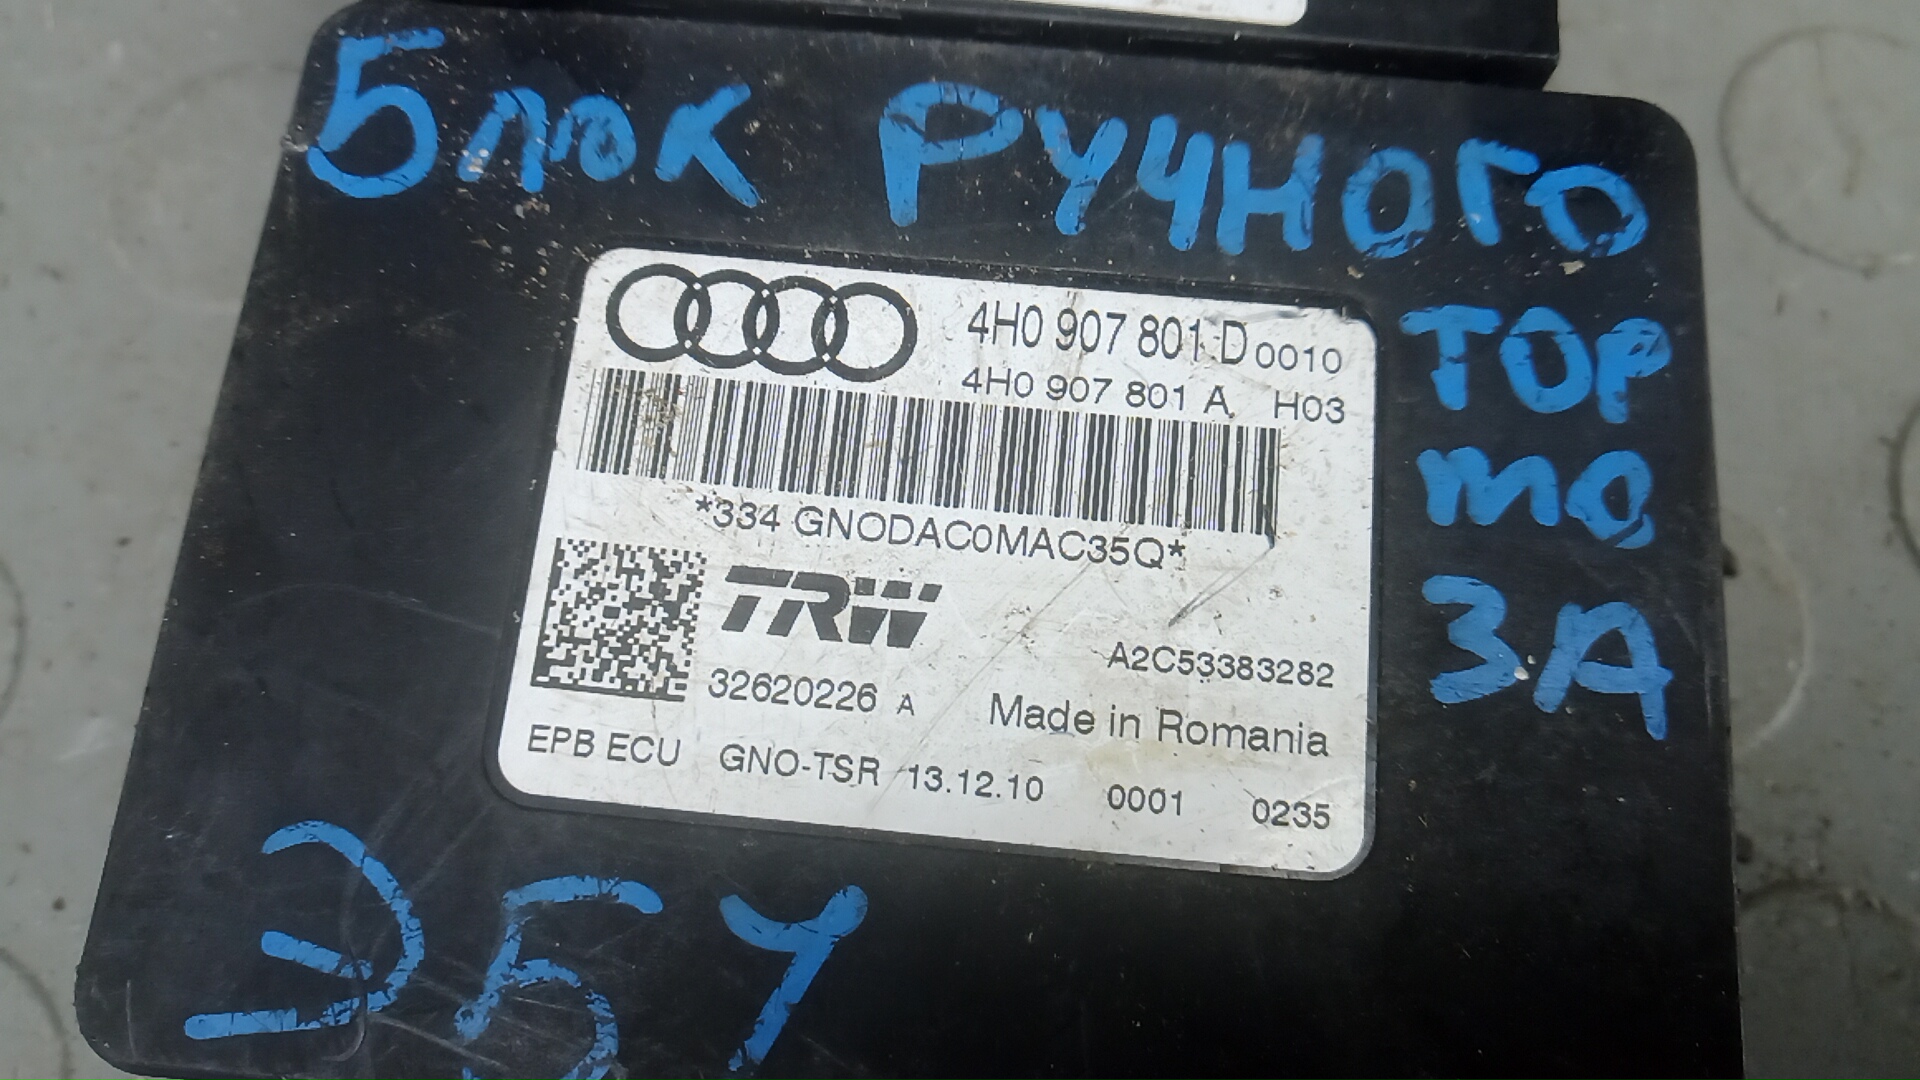 Блок РУЧНОГО
ТОР
МО
ЗА
4H0 907 801 D 0010
4H0 907 801 A H03
*334 GNODAC0MAC35Q*
TRW
A2C53383282
32620226 A
Made in Romania
EPB ECU GNO-TSR 13.12.10 0001 0235
ЭБУ